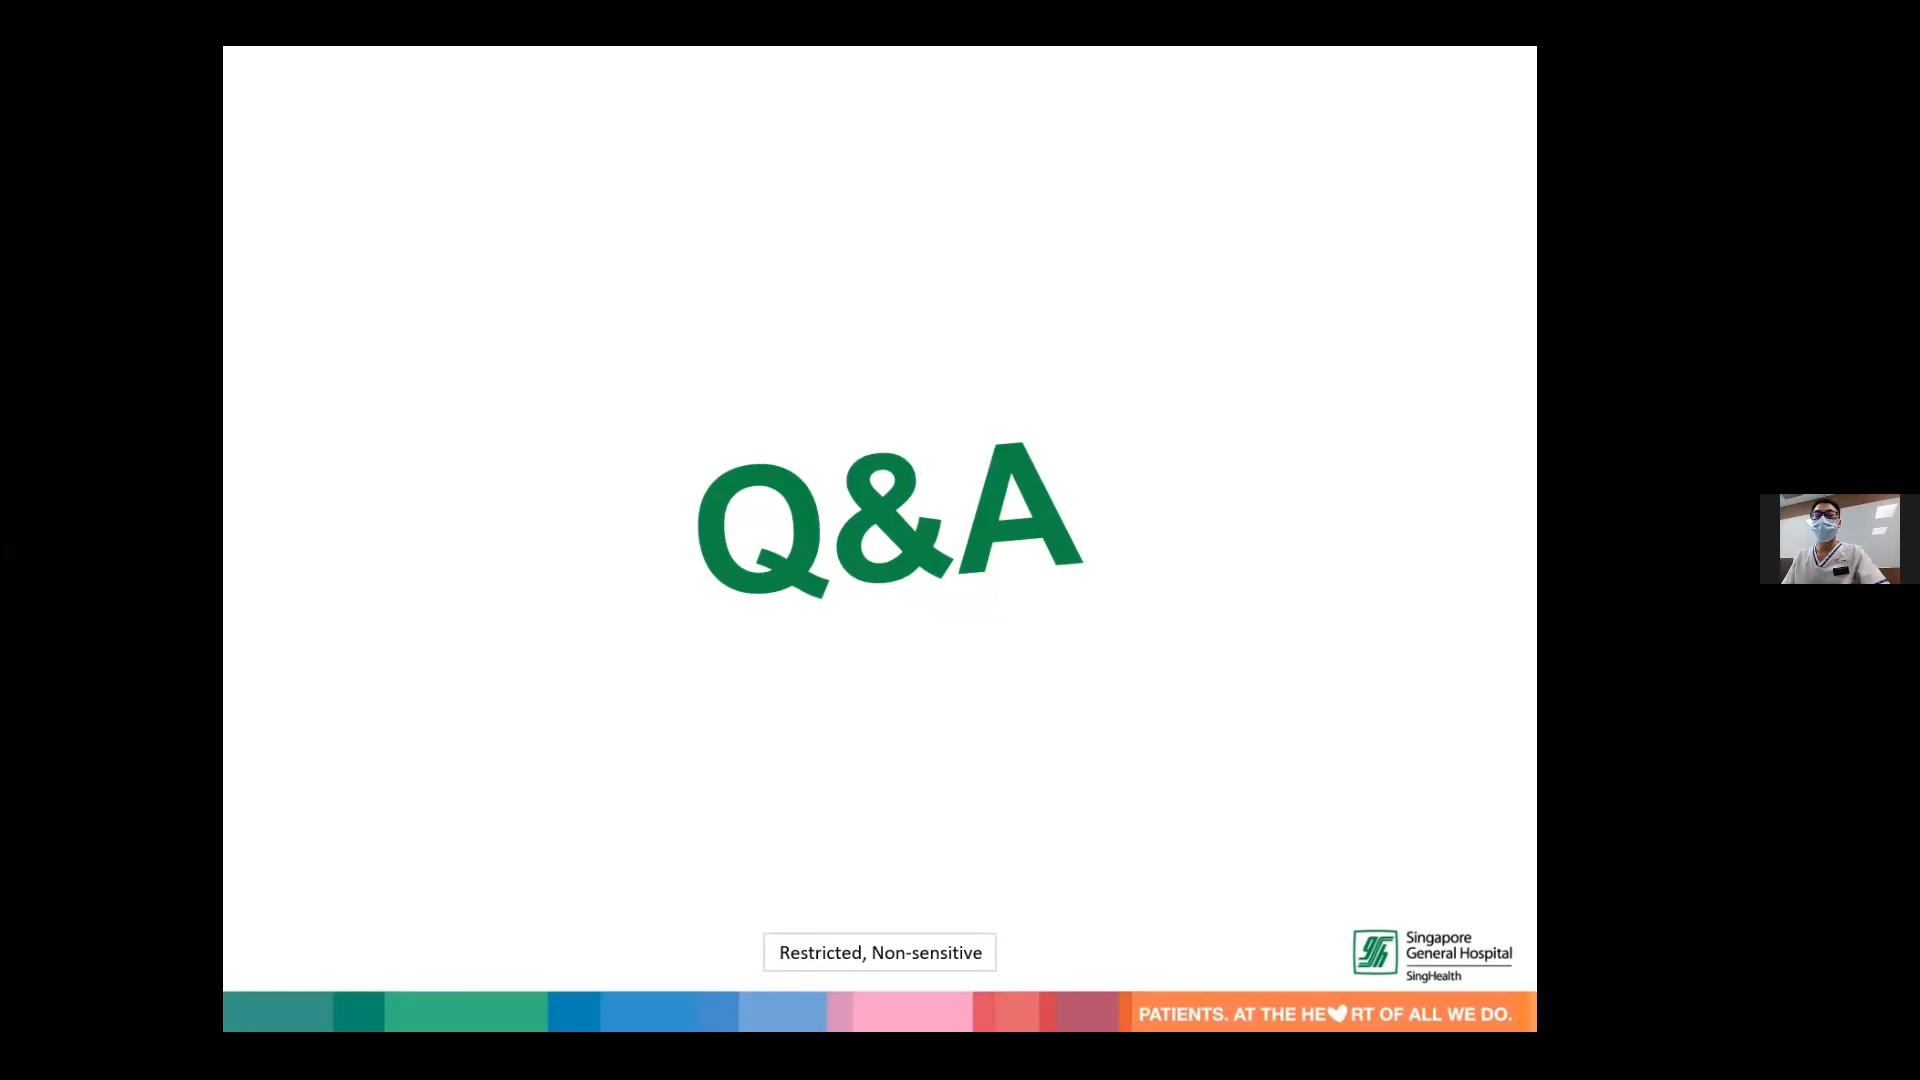 Q&A
Restricted, Non-sensitive
Singapore
General Hospital
SingHealth
PATIENTS. AT THE HE♥RT OF ALL WE DO.